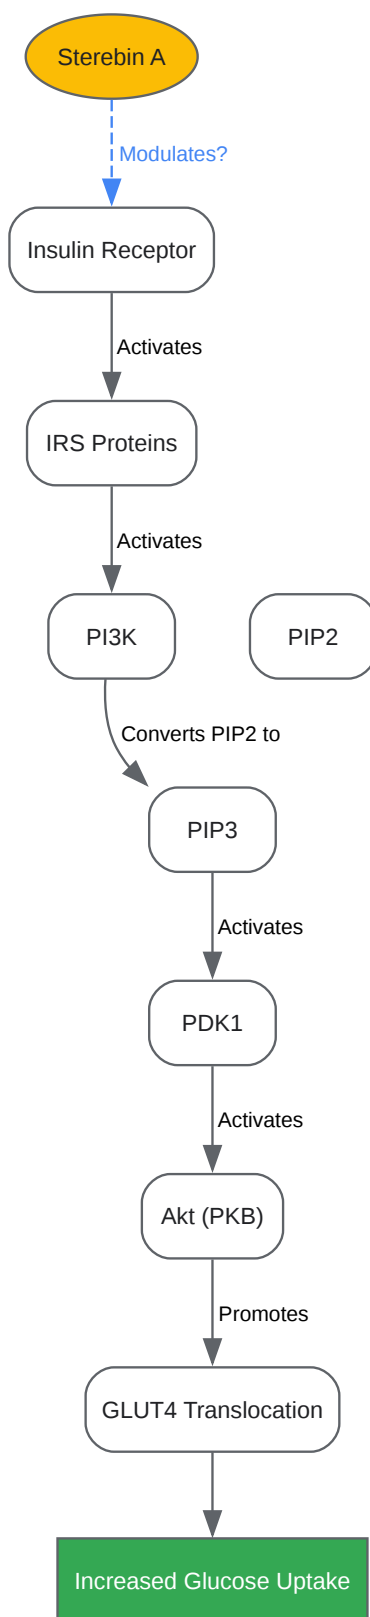 Sterebin A
Modulates?
Insulin Receptor
Activates
IRS Proteins
Activates
PI3K
PIP2
Converts PIP2 to
PIP3
Activates
PDK1
Activates
Akt (PKB)
Promotes
GLUT4 Translocation
Increased Glucose Uptake